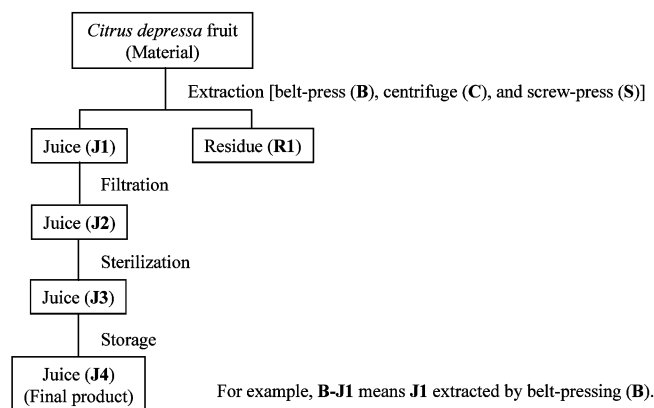 Citrus depressa fruit
(Material)
Extraction [belt-press (B), centrifuge (C), and screw-press (S)]
Juice (J1)
Residue (R1)
Filtration
Juice (J2)
Sterilization
Juice (J3)
Storage
Juice (J4)
(Final product)
For example, B-J1 means J1 extracted by belt-pressing (B).